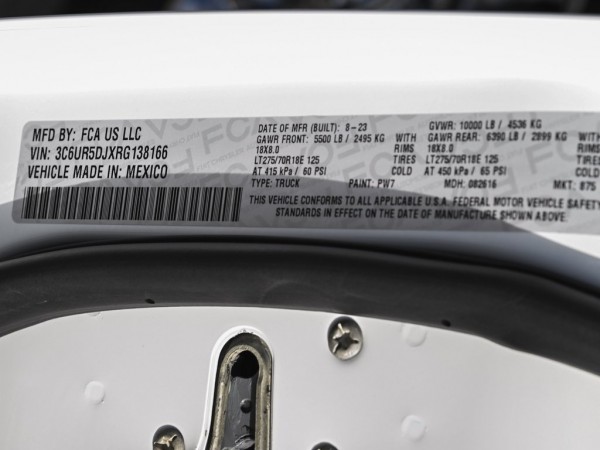 MFD BY: FCA US LLC
VIN: 3C6UR5DJXRG138166
VEHICLE MADE IN: MEXICO
DATE OF MFR (BUILT): 8-23 GVWR: 10000 LB / 4536 KG
GAWR FRONT: 5500 LB / 2495 KG WITH GAWR REAR: 6390 LB / 2899 KG WITH
18X8.0 RIMS 18X8.0 RIMS
LT275/70R18E 125 TIRES LT275/70R18E 125 TIRES
AT 415 kPa / 60 PSI COLD AT 450 kPa / 65 PSI COLD
TYPE: TRUCK PAINT: PW7 MDH: 082616 MKT: 875
THIS VEHICLE CONFORMS TO ALL APPLICABLE U.S.A. FEDERAL MOTOR VEHICLE SAFETY
STANDARDS IN EFFECT ON THE DATE OF MANUFACTURE SHOWN ABOVE.